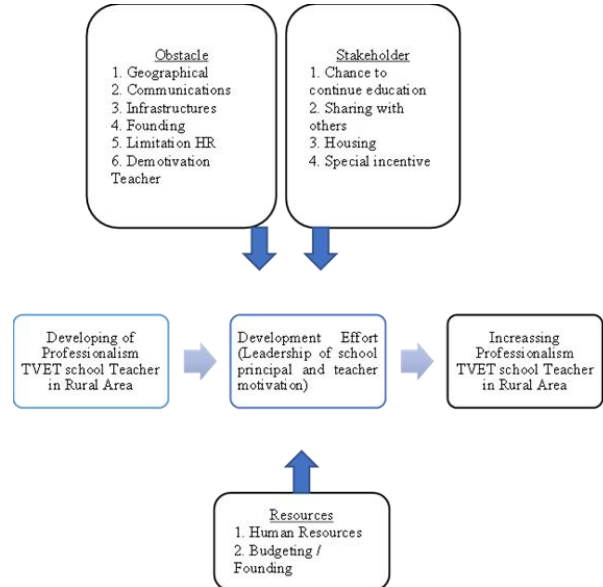 Obstacle
1. Geographical
2. Communications
3. Infrastructures
4. Founding
5. Limitation HR
6. Demotivation
Teacher
Stakeholder
1. Chance to
continue education
2. Sharing with
others
3. Housing
4. Special incentive
Developing of
Professionalism
TVET school Teacher
in Rural Area
Development Effort
(Leadership of school
principal and teacher
motivation)
Increassing
Professionalism
TVET school Teacher
in Rural Area
Resources
1. Human Resources
2. Budgeting /
Founding